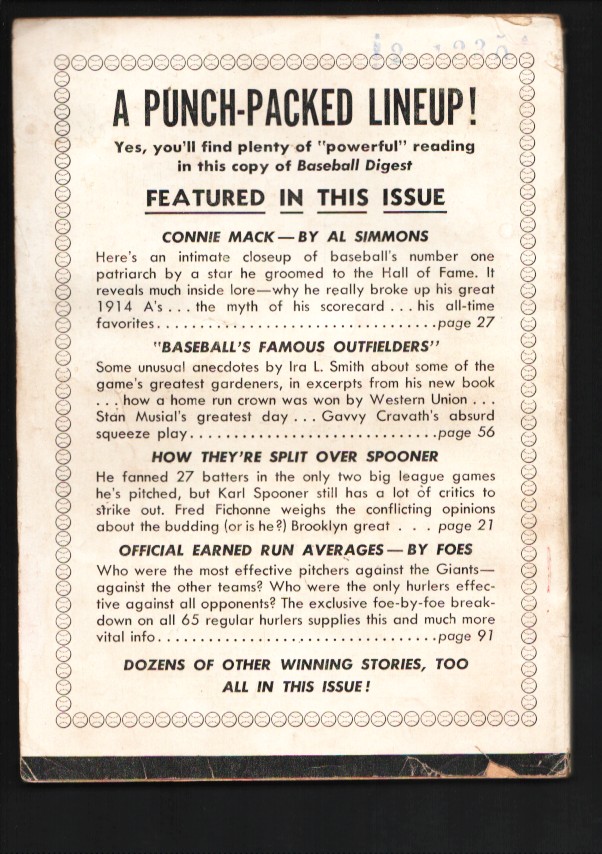 A PUNCH-PACKED LINEUP!
Yes, you'll find plenty of "powerful" reading
in this copy of Baseball Digest
FEATURED IN THIS ISSUE
CONNIE MACK—BY AL SIMMONS
Here's an intimate closeup of baseball's number one
patriarch by a star he groomed to the Hall of Fame. It
reveals much inside lore—why he really broke up his great
1914 A's . . . the myth of his scorecard . . . his all-time
favorites. . . . . . . . . . . . . . . . . . . . . . . . . . . . . . . . . . .page 27
"BASEBALL'S FAMOUS OUTFIELDERS"
Some unusual anecdotes by Ira L. Smith about some of the
game's greatest gardeners, in excerpts from his new book
. . . how a home run crown was won by Western Union . . .
Stan Musial's greatest day . . . Gavvy Cravath's absurd
squeeze play. . . . . . . . . . . . . . . . . . . . . . . . . . . . . . .page 56
HOW THEY'RE SPLIT OVER SPOONER
He fanned 27 batters in the only two big league games
he's pitched, but Karl Spooner still has a lot of critics to
strike out. Fred Fichonne weighs the conflicting opinions
about the budding (or is he?) Brooklyn great . . . page 21
OFFICIAL EARNED RUN AVERAGES—BY FOES
Who were the most effective pitchers against the Giants—
against the other teams? Who were the only hurlers effec-
tive against all opponents? The exclusive foe-by-foe break-
down on all 65 regular hurlers supplies this and much more
vital info. . . . . . . . . . . . . . . . . . . . . . . . . . . . . . . . . .page 91
DOZENS OF OTHER WINNING STORIES, TOO
ALL IN THIS ISSUE!